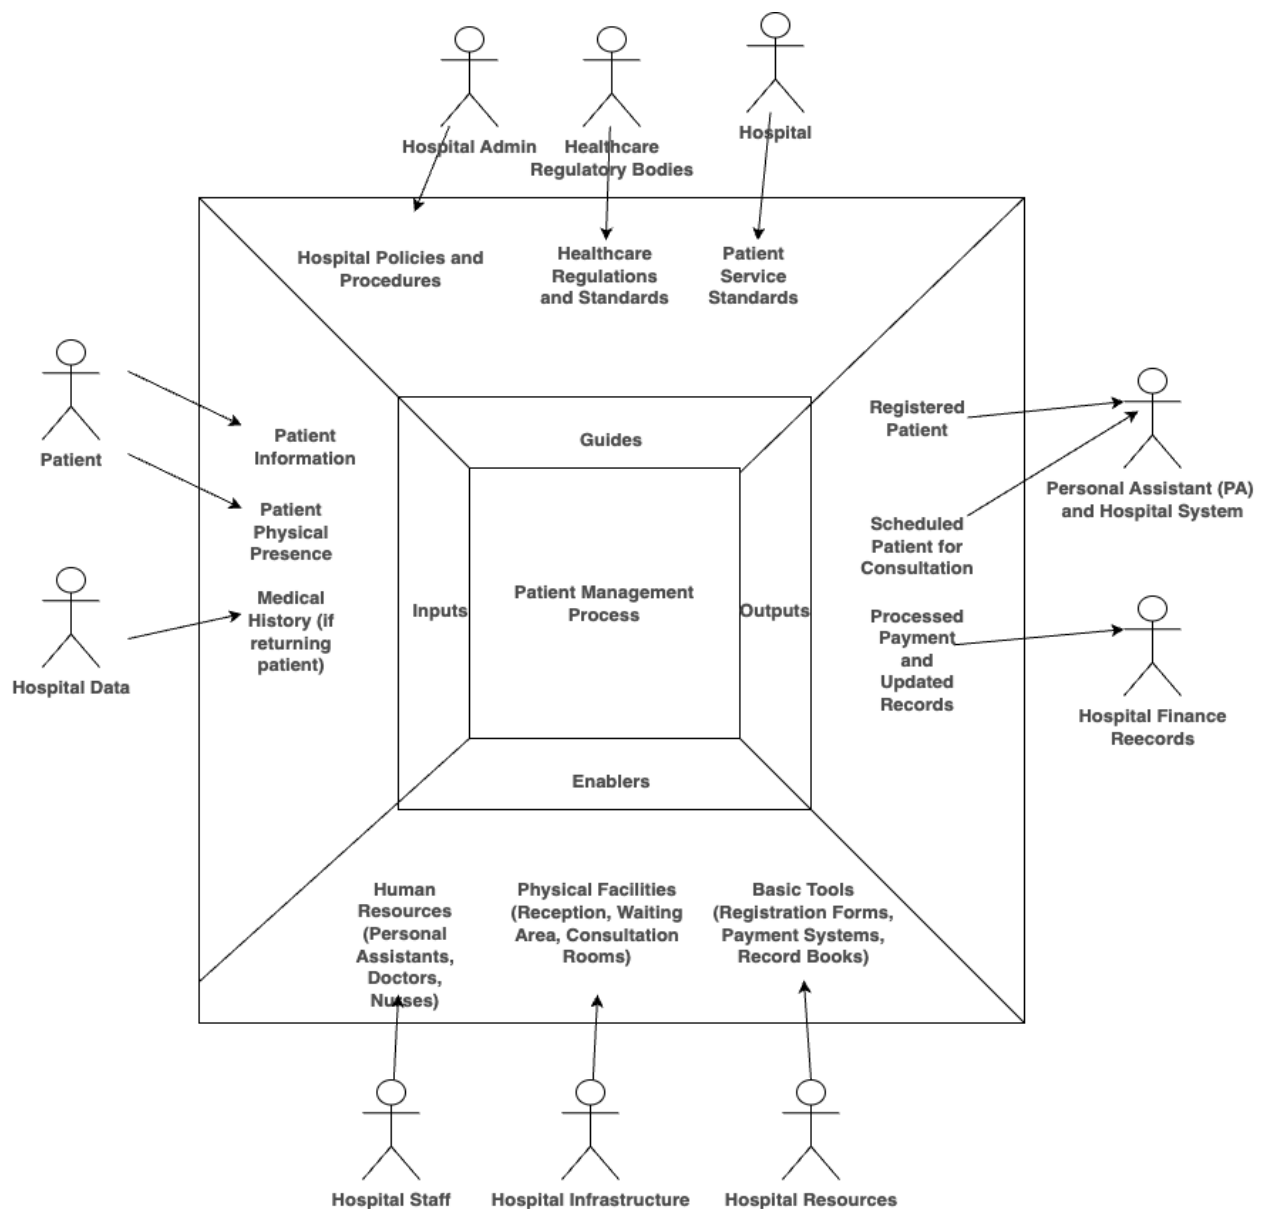 Hospital Admin
Healthcare
Regulatory Bodies
Hospital
Hospital Policies and
Procedures
Healthcare
Regulations
and Standards
Patient
Service
Standards
Patient
Patient
Information
Patient
Physical
Presence
Hospital Data
Medical
History (if
returning
patient)
Guides
Inputs
Patient Management
Process
Outputs
Enablers
Registered
Patient
Scheduled
Patient for
Consultation
Processed
Payment
and
Updated
Records
Personal Assistant (PA)
and Hospital System
Hospital Finance
Reecords
Human
Resources
(Personal
Assistants,
Doctors,
Nurses)
Physical Facilities
(Reception, Waiting
Area, Consultation
Rooms)
Basic Tools
(Registration Forms,
Payment Systems,
Record Books)
Hospital Staff
Hospital Infrastructure
Hospital Resources